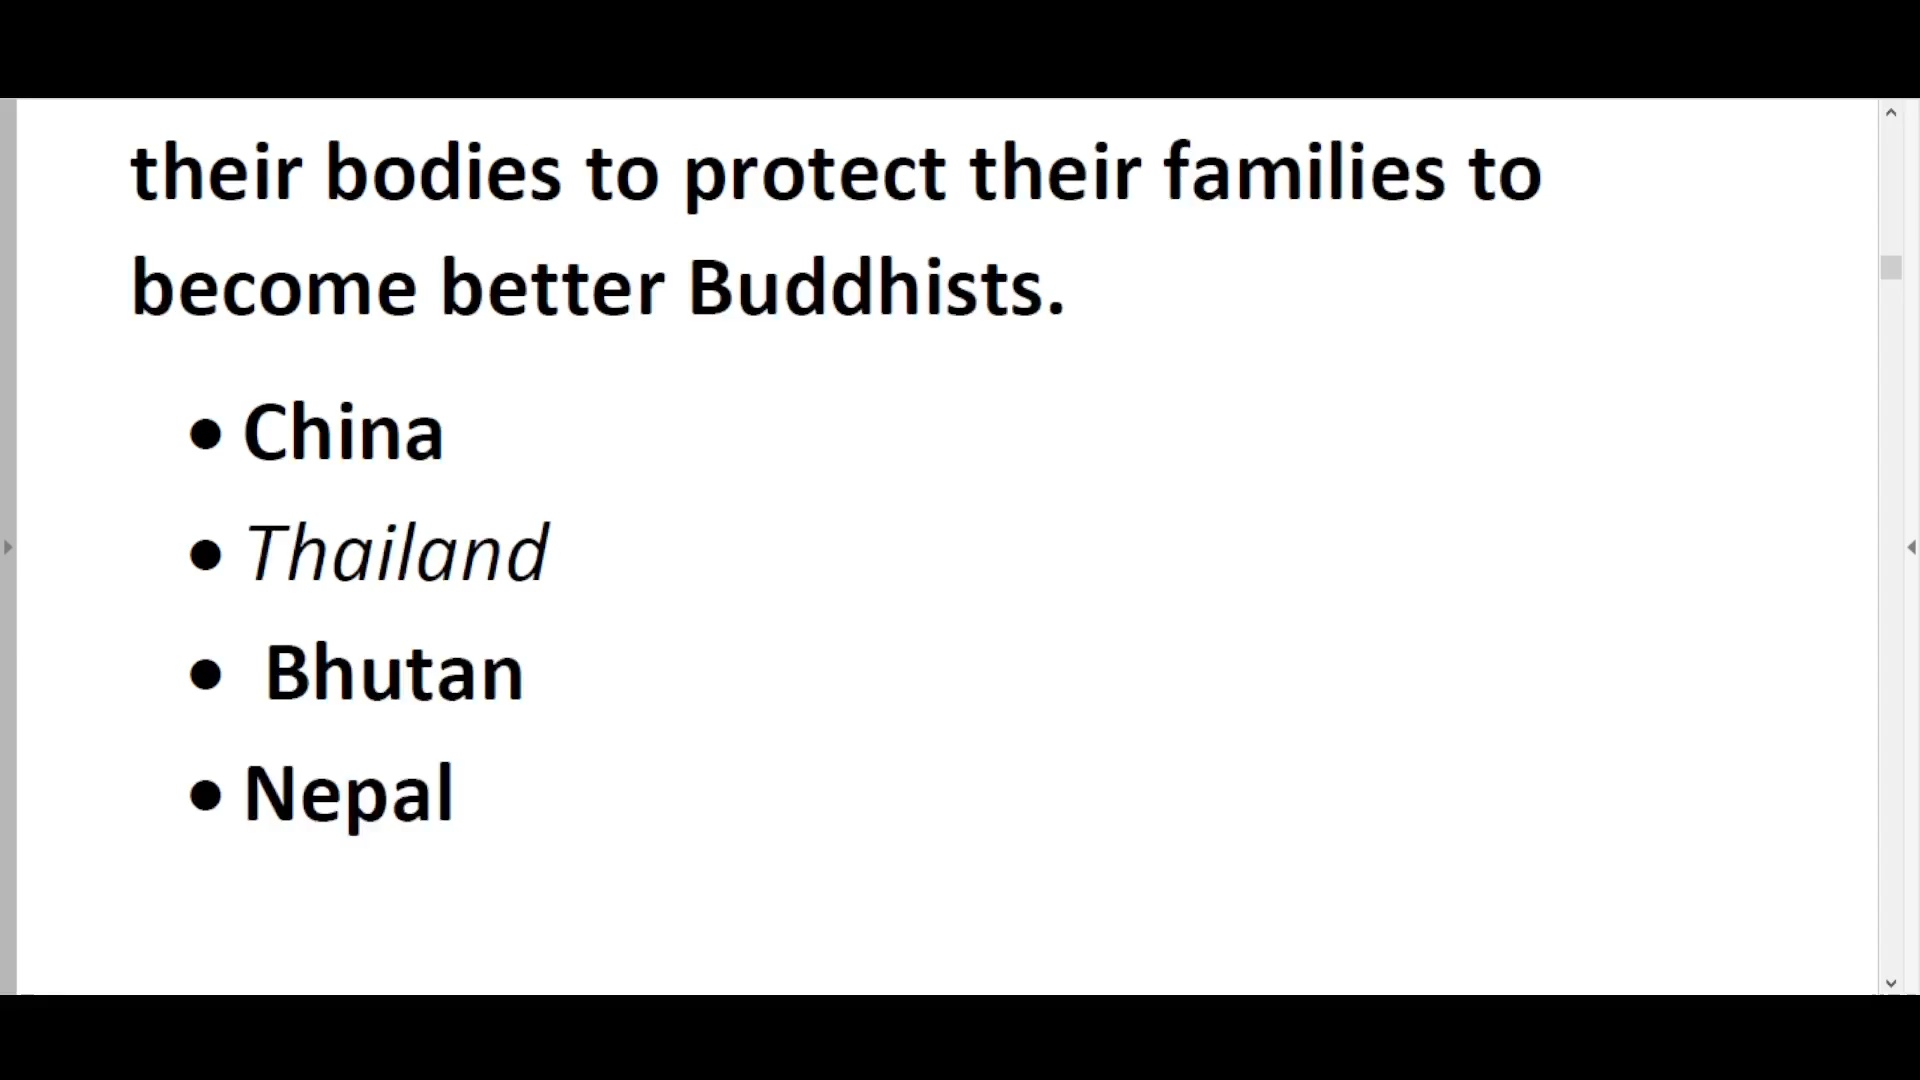 their bodies to protect their families to
become better Buddhists.
• China
• Thailand
• Bhutan
• Nepal